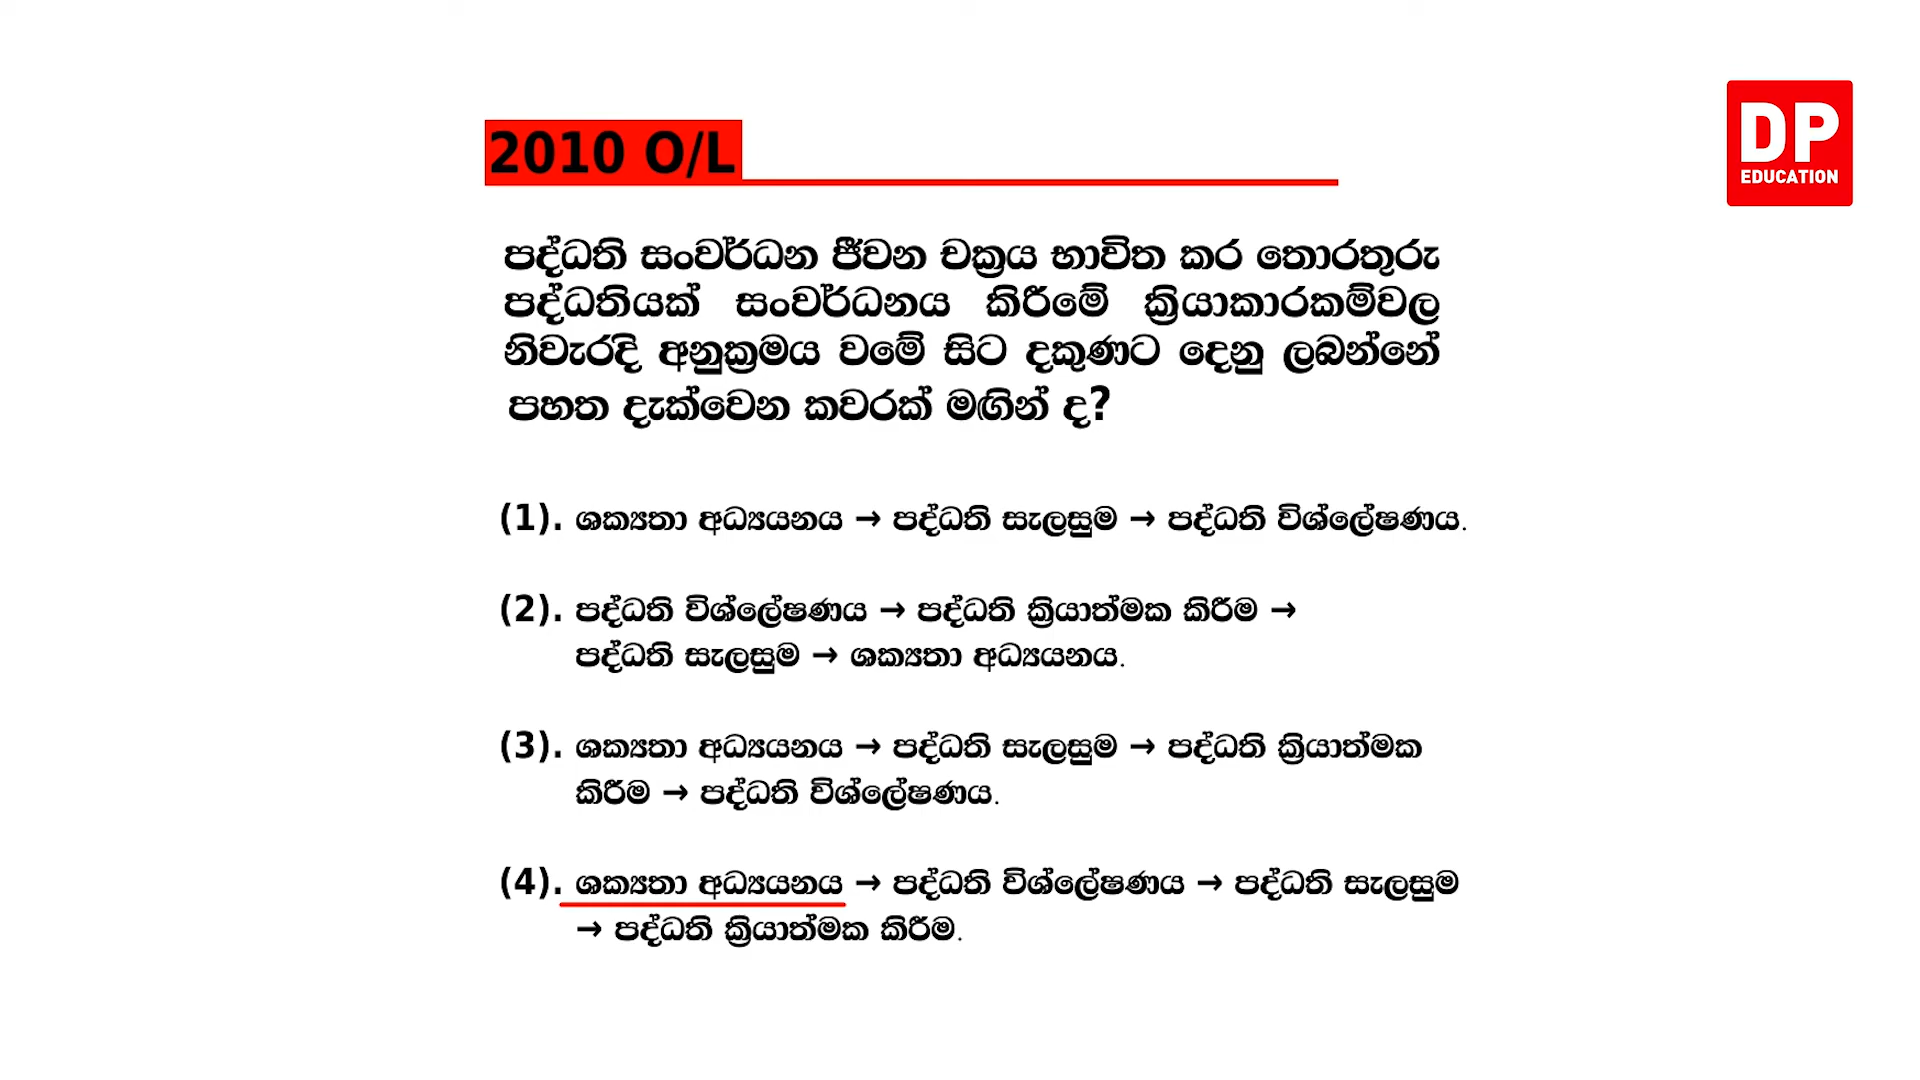 DP
EDUCATION
2010 O/L
පද්ධති සංවර්ධන ජීවන චක්‍රය භාවිත කර තොරතුරු
පද්ධතියක් සංවර්ධනය කිරීමේ ක්‍රියාකාරකම්වල
නිවැරදි අනුක්‍රමය වමේ සිට දකුණට දෙනු ලබන්නේ
පහත දැක්වෙන කවරක් මඟින් ද?
(1). ශක්‍යතා අධ්‍යයනය → පද්ධති සැලසුම → පද්ධති විශ්ලේෂණය.
(2). පද්ධති විශ්ලේෂණය → පද්ධති ක්‍රියාත්මක කිරීම →
පද්ධති සැලසුම → ශක්‍යතා අධ්‍යයනය.
(3). ශක්‍යතා අධ්‍යයනය → පද්ධති සැලසුම → පද්ධති ක්‍රියාත්මක
කිරීම → පද්ධති විශ්ලේෂණය.
(4). ශක්‍යතා අධ්‍යයනය → පද්ධති විශ්ලේෂණය → පද්ධති සැලසුම
→ පද්ධති ක්‍රියාත්මක කිරීම.